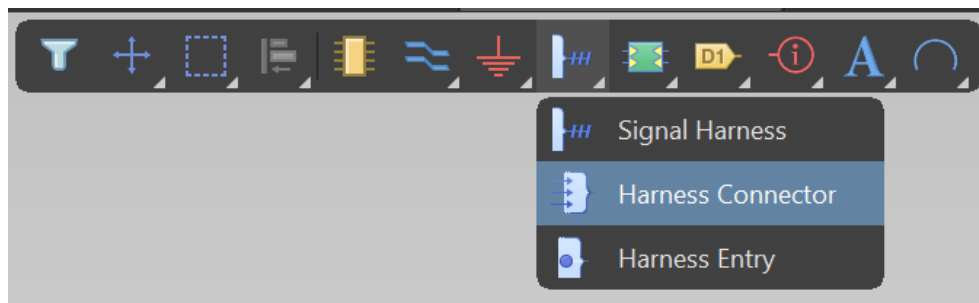 D1
i
A
Signal Harness
Harness Connector
Harness Entry